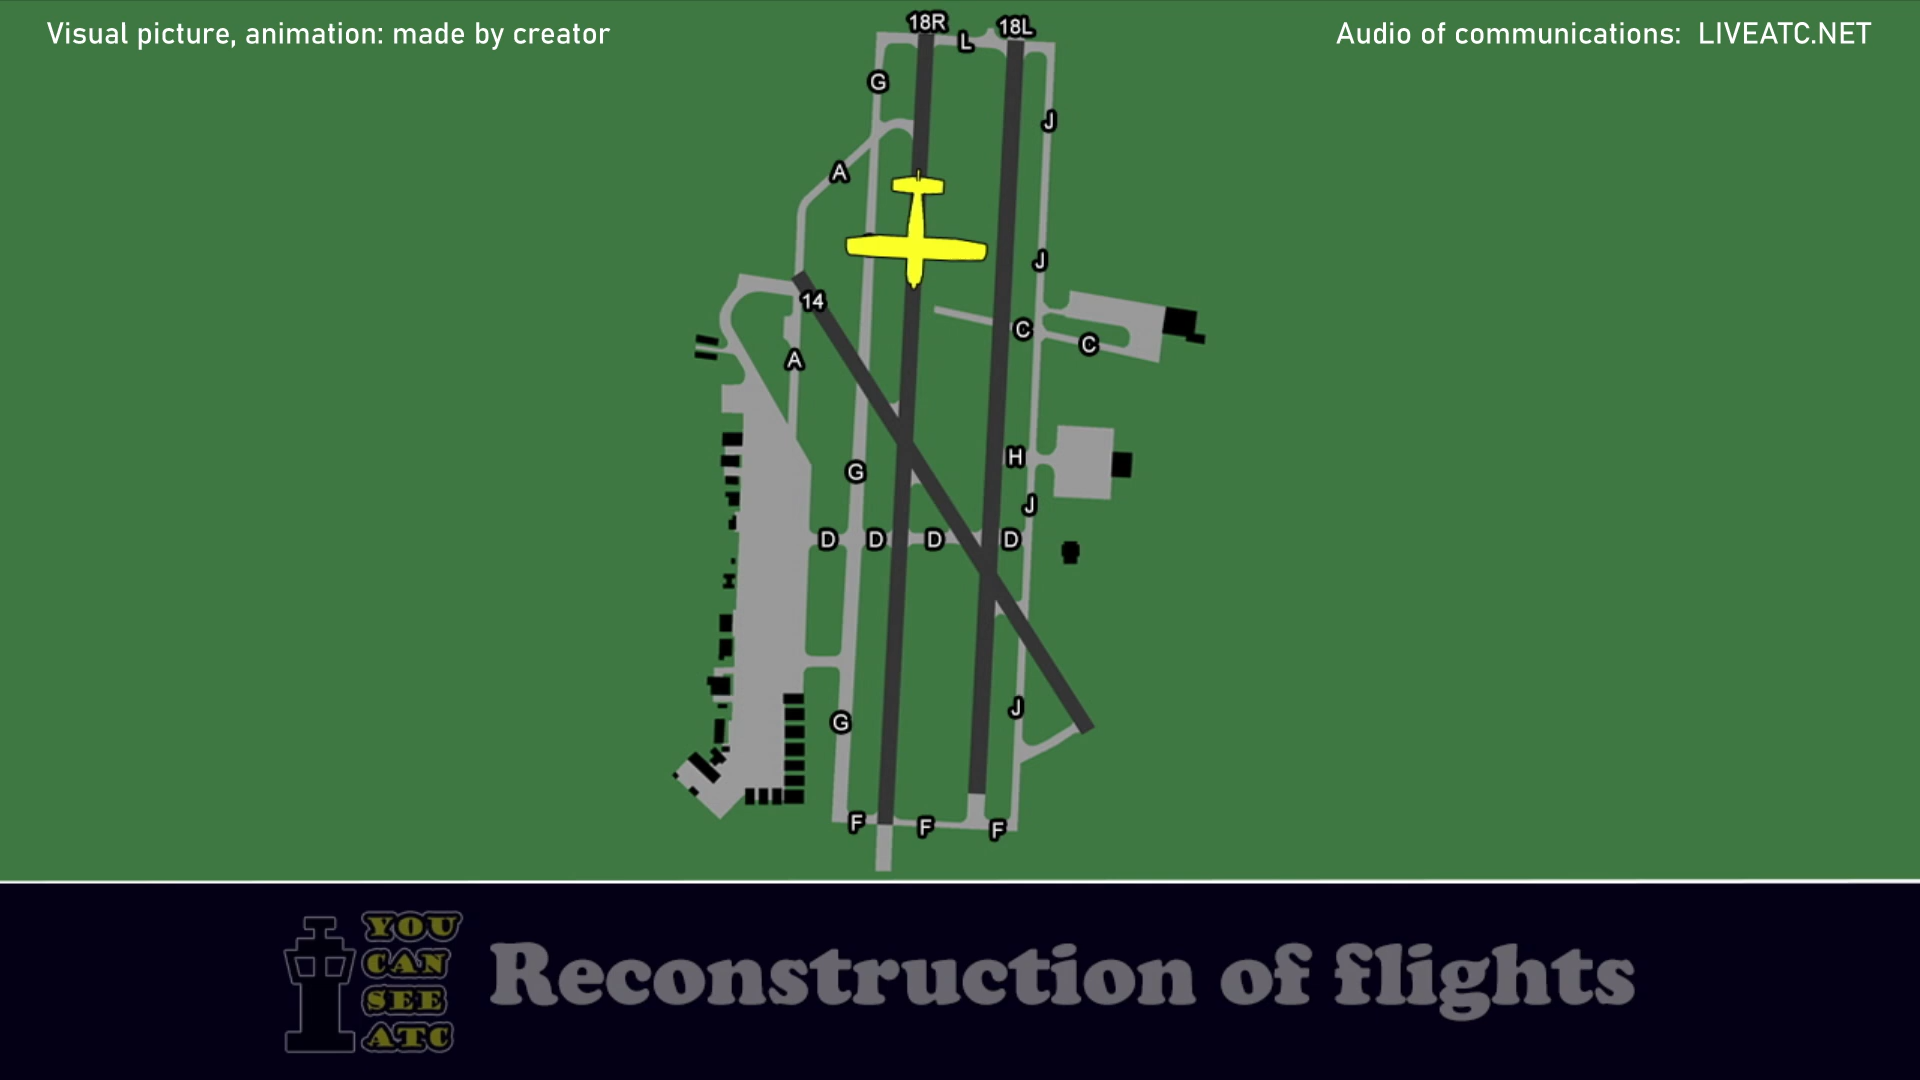 Visual picture, animation: made by creator
Audio of communications: LIVEATC.NET
18R
18L
L
G
J
A
J
14
C
C
A
H
G
J
D
D
D
D
J
G
F
F
F
YOU
CAN
SEE
ATC
Reconstruction of flights